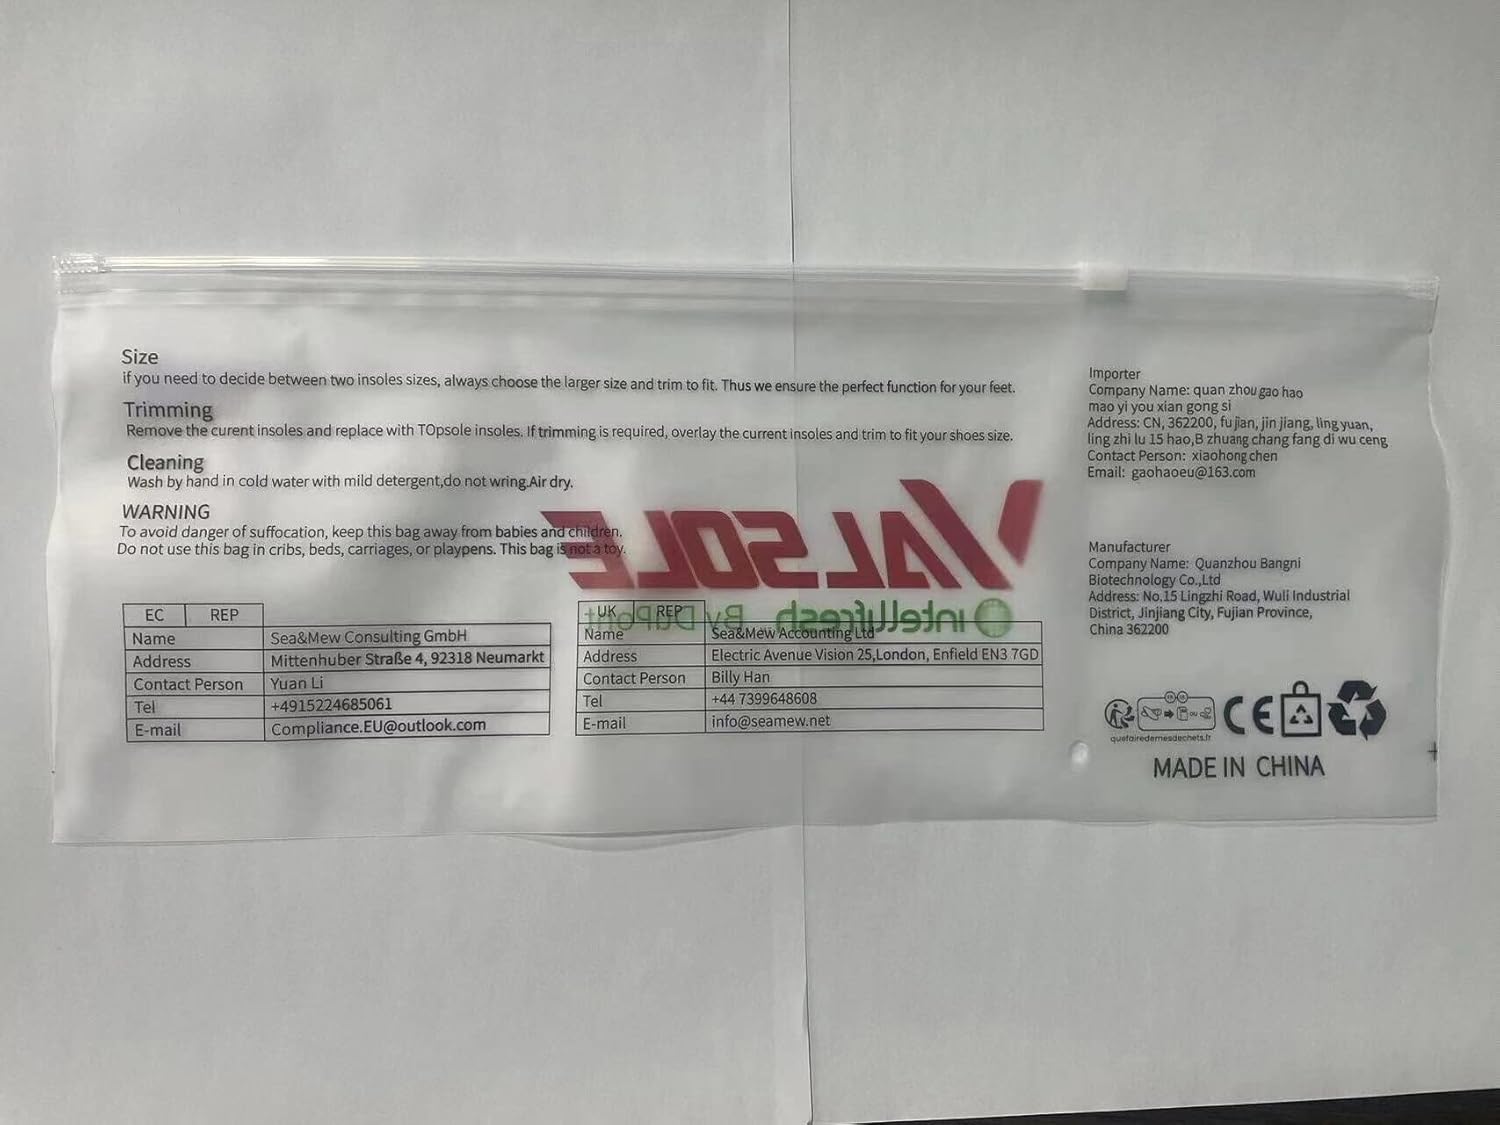 Size
if you need to decide between two insoles sizes, always choose the larger size and trim to fit. Thus we ensure the perfect function for your feet.
Trimming
Remove the curent insoles and replace with TOpsole insoles. If trimming is required, overlay the current insoles and trim to fit your shoes size.
Cleaning
Wash by hand in cold water with mild detergent,do not wring.Air dry.
WARNING
To avoid danger of suffocation, keep this bag away from babies and children.
Do not use this bag in cribs, beds, carriages, or playpens. This bag is not a toy.
VALSOLE
intellifresh By DuPont
EC REP
Name Sea&Mew Consulting GmbH
Address Mittenhuber Straße 4, 92318 Neumarkt
Contact Person Yuan Li
Tel +4915224685061
E-mail Compliance.EU@outlook.com
UK REP
Name Sea&Mew Accounting Ltd
Address Electric Avenue Vision 25,London, Enfield EN3 7GD
Contact Person Billy Han
Tel +44 7399648608
E-mail info@seamew.net
Importer
Company Name: quan zhou gao hao
mao yi you xian gong si
Address: CN, 362200, fu jian, jin jiang, ling yuan,
ling zhi lu 15 hao,B zhuang chang fang di wu ceng
Contact Person: xiaohong chen
Email: gaohaoeu@163.com
Manufacturer
Company Name: Quanzhou Bangni
Biotechnology Co.,Ltd
Address: No.15 Lingzhi Road, Wuli Industrial
District, Jinjiang City, Fujian Province,
China 362200
CE
quefairedemesdechets.fr
MADE IN CHINA